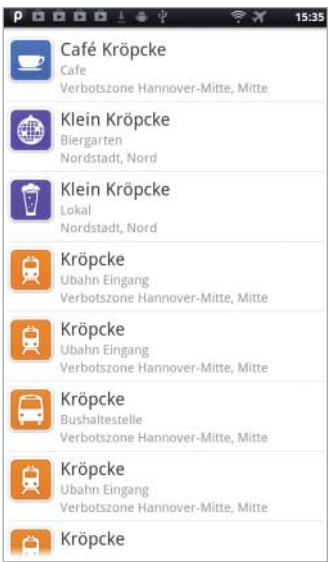 15:35
Café Kröpcke
Cafe
Verbotszone Hannover-Mitte, Mitte
Klein Kröpcke
Biergarten
Nordstadt, Nord
Klein Kröpcke
Lokal
Nordstadt, Nord
Kröpcke
Ubahn Eingang
Verbotszone Hannover-Mitte, Mitte
Kröpcke
Ubahn Eingang
Verbotszone Hannover-Mitte, Mitte
Kröpcke
Bushaltestelle
Verbotszone Hannover-Mitte, Mitte
Kröpcke
Ubahn Eingang
Verbotszone Hannover-Mitte, Mitte
Kröpcke